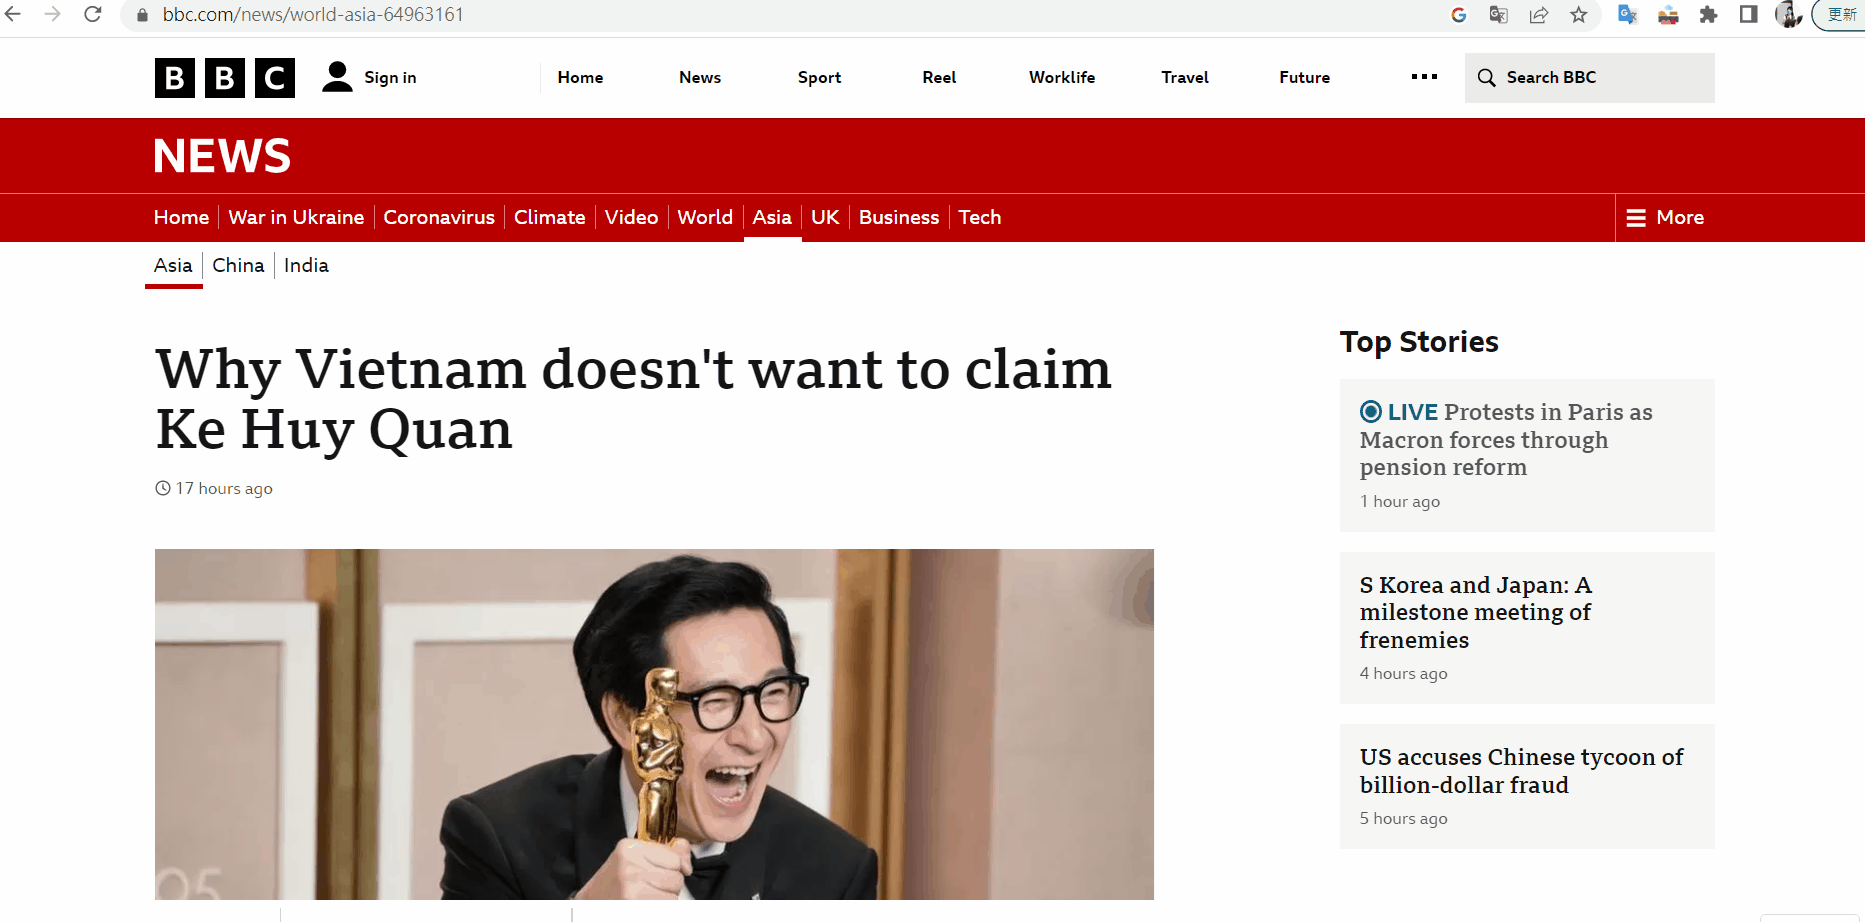 bbc.com/news/world-asia-64963161
更新
BBC
Sign in
Home
News
Sport
Reel
Worklife
Travel
Future
Search BBC
NEWS
Home
War in Ukraine
Coronavirus
Climate
Video
World
Asia
UK
Business
Tech
More
Asia
China
India
Why Vietnam doesn't want to claim
Ke Huy Quan
17 hours ago
95
Top Stories
LIVE Protests in Paris as
Macron forces through
pension reform
1 hour ago
S Korea and Japan: A
milestone meeting of
frenemies
4 hours ago
US accuses Chinese tycoon of
billion-dollar fraud
5 hours ago